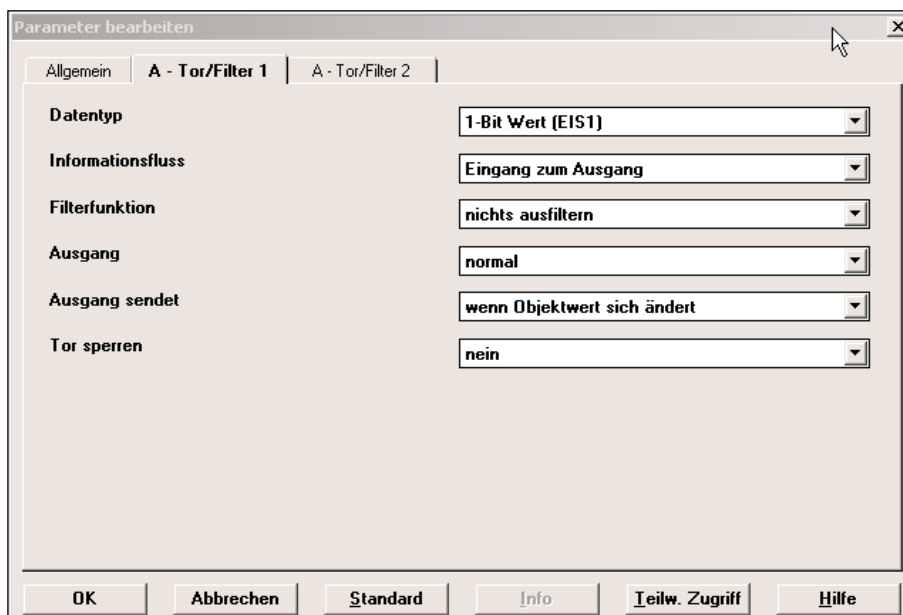 Parameter bearbeiten
Allgemein A - Tor/Filter 1 A - Tor/Filter 2
Datentyp 1-Bit Wert (EIS1)
Informationsfluss Eingang zum Ausgang
Filterfunktion nichts ausfiltern
Ausgang normal
Ausgang sendet wenn Objektwert sich ändert
Tor sperren nein
OK Abbrechen Standard Info Teilw. Zugriff Hilfe